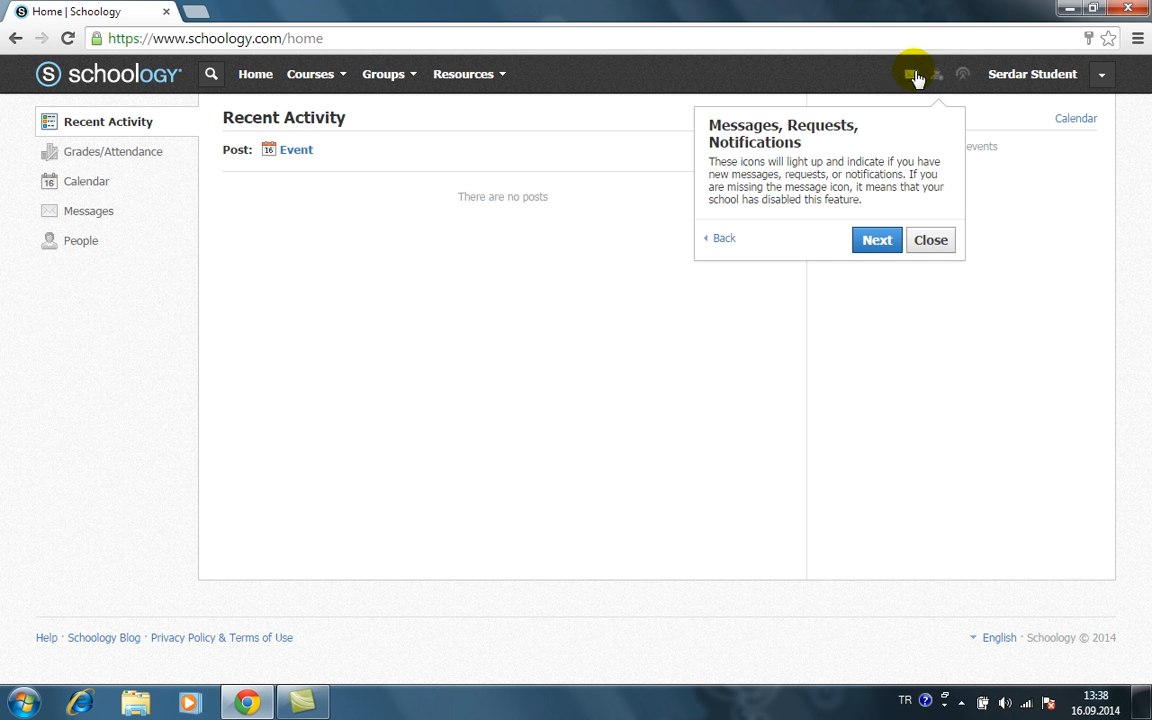 Home | Schoology
https://www.schoology.com/home
S schoology
Home Courses Groups Resources Serdar Student
Recent Activity
Grades/Attendance
16 Calendar
Messages
People
Recent Activity
Post: 16 Event
There are no posts
Calendar
events
Messages, Requests,
Notifications
These icons will light up and indicate if you have
new messages, requests, or notifications. If you
are missing the message icon, it means that your
school has disabled this feature.
Back Next Close
Help · Schoology Blog · Privacy Policy & Terms of Use
English · Schoology © 2014
TR
13:38
16.09.2014